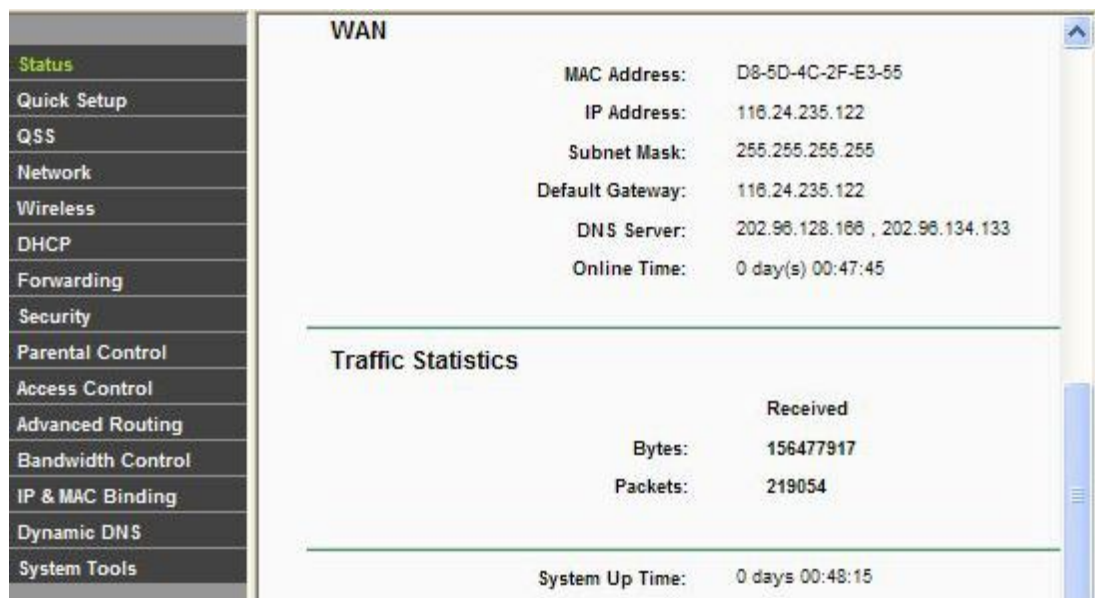 Status
Quick Setup
QSS
Network
Wireless
DHCP
Forwarding
Security
Parental Control
Access Control
Advanced Routing
Bandwidth Control
IP & MAC Binding
Dynamic DNS
System Tools
WAN
MAC Address: D8-5D-4C-2F-E3-55
IP Address: 116.24.235.122
Subnet Mask: 255.255.255.255
Default Gateway: 116.24.235.122
DNS Server: 202.96.128.166 , 202.96.134.133
Online Time: 0 day(s) 00:47:45
Traffic Statistics
Received
Bytes: 156477917
Packets: 219054
System Up Time: 0 days 00:48:15